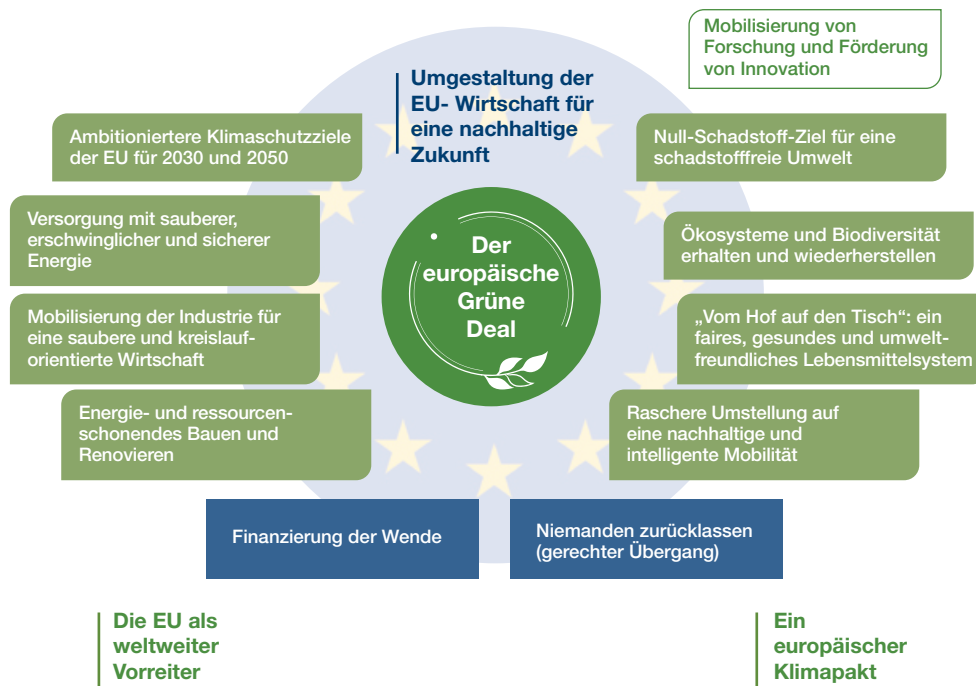 Mobilisierung von
Forschung und Förderung
von Innovation
Umgestaltung der
EU- Wirtschaft für
eine nachhaltige
Zukunft
Ambitioniertere Klimaschutzziele
der EU für 2030 und 2050
Null-Schadstoff-Ziel für eine
schadstofffreie Umwelt
Versorgung mit sauberer,
erschwinglicher und sicherer
Energie
Ökosysteme und Biodiversität
erhalten und wiederherstellen
Der
europäische
Grüne
Deal
Mobilisierung der Industrie für
eine saubere und kreislauf-
orientierte Wirtschaft
„Vom Hof auf den Tisch“: ein
faires, gesundes und umwelt-
freundliches Lebensmittelsystem
Energie- und ressourcen-
schonendes Bauen und
Renovieren
Raschere Umstellung auf
eine nachhaltige und
intelligente Mobilität
Finanzierung der Wende
Niemanden zurücklassen
(gerechter Übergang)
Die EU als
weltweiter
Vorreiter
Ein
europäischer
Klimapakt